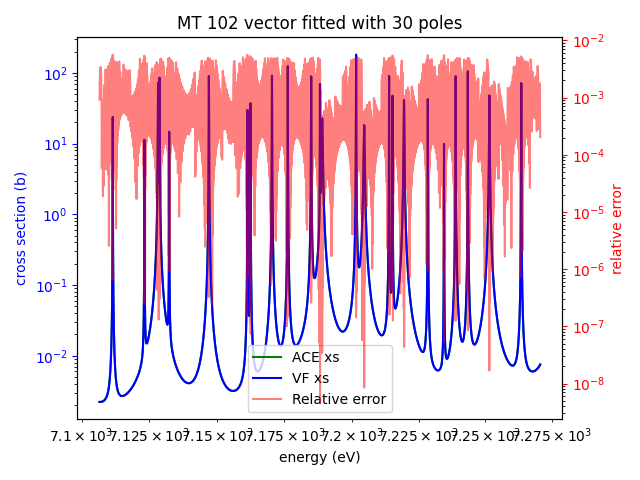 MT 102 vector fitted with 30 poles
cross section (b)
10²
10¹
10⁰
10⁻¹
10⁻²
10⁻²
10⁻³
10⁻⁴
10⁻⁵
10⁻⁶
10⁻⁷
10⁻⁸
relative error
ACE xs
VF xs
Relative error
7.1 × 10³ 7.125 × 10³ 7.15 × 10³ 7.175 × 10³ 7.2 × 10³ 7.225 × 10³ 7.25 × 10³ 7.275 × 10³
energy (eV)